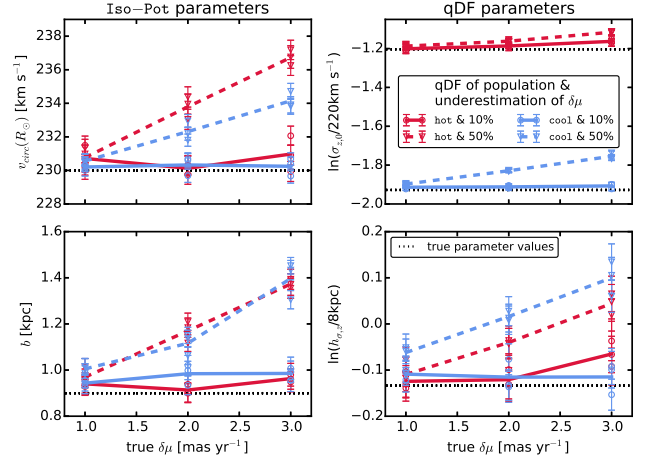 Iso-Pot parameters
qDF parameters
238
236
234
232
230
228
v_circ(R_⊙) [km s⁻¹]
−1.2
−1.4
−1.6
−1.8
−2.0
ln(σ_z,0/220km s⁻¹)
qDF of population &
underestimation of δμ
hot & 10%
cool & 10%
hot & 50%
cool & 50%
1.6
1.4
1.2
1.0
0.8
b [kpc]
1.0 1.5 2.0 2.5 3.0
true δμ [mas yr⁻¹]
0.2
0.1
0.0
−0.1
−0.2
ln(h_σ,z/8kpc)
true parameter values
1.0 1.5 2.0 2.5 3.0
true δμ [mas yr⁻¹]